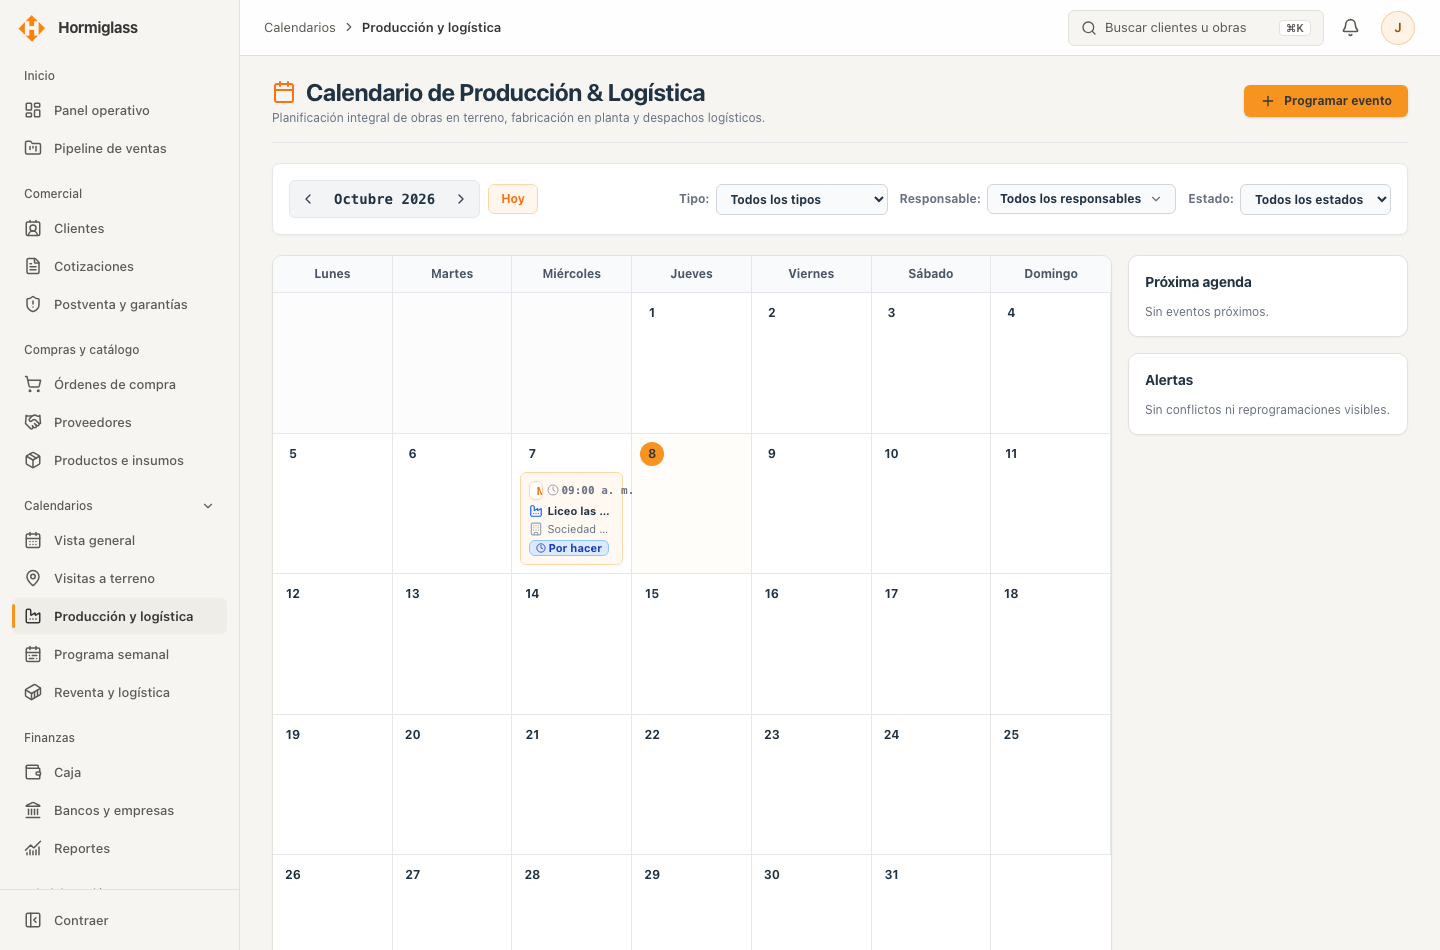 Hormiglass
Inicio
Panel operativo
Pipeline de ventas
Comercial
Clientes
Cotizaciones
Postventa y garantías
Compras y catálogo
Órdenes de compra
Proveedores
Productos e insumos
Calendarios
Vista general
Visitas a terreno
Producción y logística
Programa semanal
Reventa y logística
Finanzas
Caja
Bancos y empresas
Reportes
Contraer
Calendarios > Producción y logística
Buscar clientes u obras ⌘K
J
Calendario de Producción & Logística
Planificación integral de obras en terreno, fabricación en planta y despachos logísticos.
+ Programar evento
Octubre 2026
Hoy
Tipo: Todos los tipos
Responsable: Todos los responsables
Estado: Todos los estados
Lunes Martes Miércoles Jueves Viernes Sábado Domingo
1 2 3 4
5 6 7 8 9 10 11
09:00 a. m.
Liceo las ...
Sociedad ...
Por hacer
12 13 14 15 16 17 18
19 20 21 22 23 24 25
26 27 28 29 30 31
Próxima agenda
Sin eventos próximos.
Alertas
Sin conflictos ni reprogramaciones visibles.